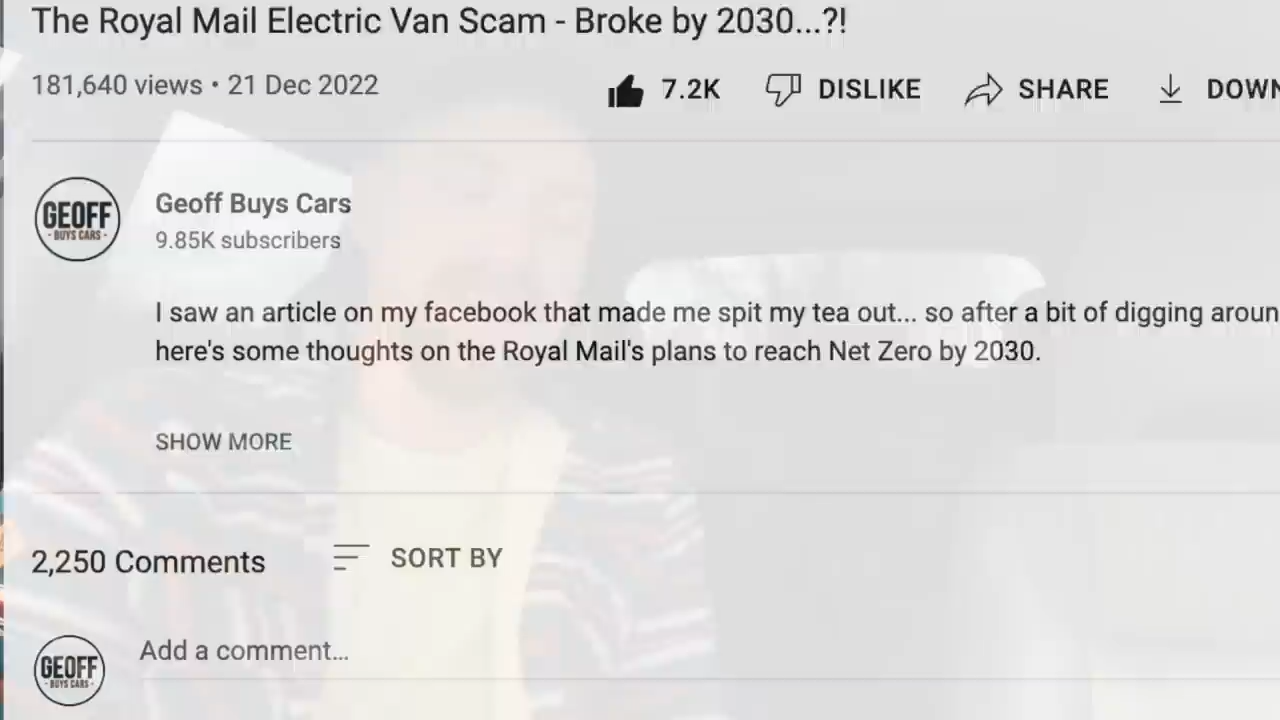 The Royal Mail Electric Van Scam - Broke by 2030...?!
181,640 views • 21 Dec 2022
7.2K
DISLIKE
SHARE
DOWN
GEOFF
- BUYS CARS -
Geoff Buys Cars
9.85K subscribers
I saw an article on my facebook that made me spit my tea out... so after a bit of digging aroun
here's some thoughts on the Royal Mail's plans to reach Net Zero by 2030.
SHOW MORE
2,250 Comments
SORT BY
GEOFF
- BUYS CARS -
Add a comment...